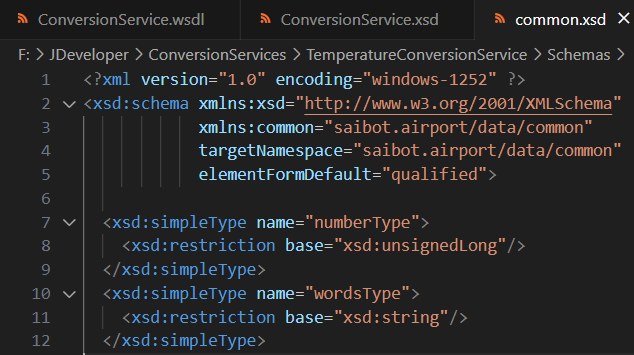 ConversionService.wsdl ConversionService.xsd common.xsd
F: > JDeveloper > ConversionServices > TemperatureConversionService > Schemas >
1 <?xml version="1.0" encoding="windows-1252" ?>
2 <xsd:schema xmlns:xsd="http://www.w3.org/2001/XMLSchema"
3 xmlns:common="saibot.airport/data/common"
4 targetNamespace="saibot.airport/data/common"
5 elementFormDefault="qualified">
6
7 <xsd:simpleType name="numberType">
8 <xsd:restriction base="xsd:unsignedLong"/>
9 </xsd:simpleType>
10 <xsd:simpleType name="wordsType">
11 <xsd:restriction base="xsd:string"/>
12 </xsd:simpleType>